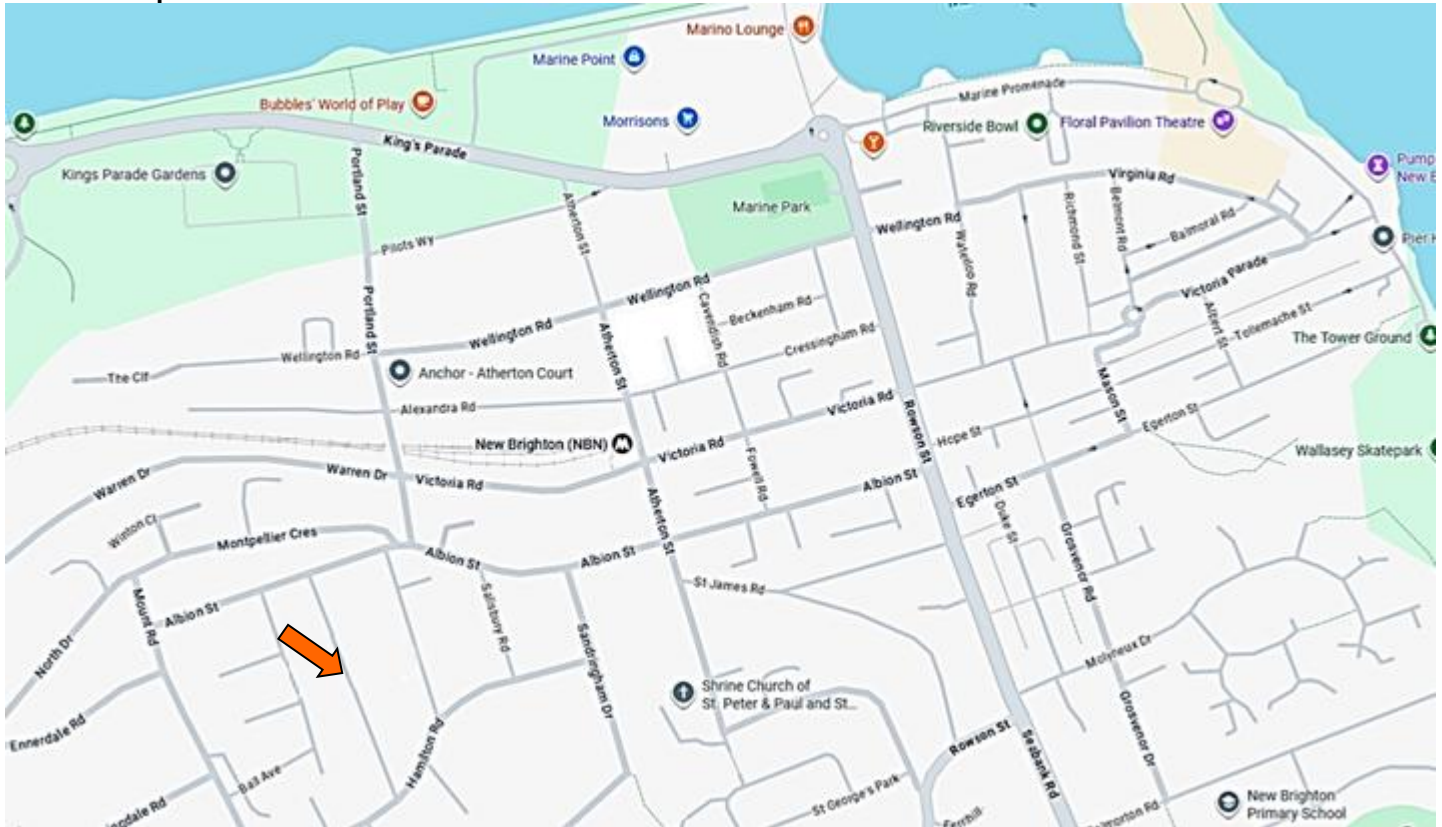 Marino Lounge
Marine Point
Bubbles' World of Play
Morrisons
Marine Promenade
Riverside Bowl
Floral Pavilion Theatre
King's Parade
Kings Parade Gardens
Portland St
Atherton St
Marine Park
Virginia Rd
Pump
New B
Wellington Rd
Waterloo Rd
Richmond St
Belmont Rd
Balmoral Rd
Pier H
Pilots Wy
Portland St
Wellington Rd
Cavendish Rd
Beckenham Rd
Victoria Parade
Albert St
Tollemache St
The Tower Ground
Wellington Rd
Wellington Rd
Atherton St
Cressingham Rd
The Clf
Anchor - Atherton Court
Alexandra Rd
Victoria Rd
Rowson St
Mason St
Egerton St
New Brighton (NBN)
Victoria Rd
Hope St
Wallasey Skatepark
Warren Dr
Warren Dr
Victoria Rd
Fowell Rd
Albion St
Egerton St
Duke St
Winton Cl
Montpellier Cres
Atherton St
Albion St
Albion St
Grosvenor Rd
St James Rd
Mount Rd
Albion St
Salisbury Rd
Sandringham Dr
Molyneux Dr
North Dr
Shrine Church of
St. Peter & Paul and St...
Ennerdale Rd
Hamilton Rd
Rowson St
Seabank Rd
Grosvenor Dr
Ball Ave
St George's Park
New Brighton
Primary School